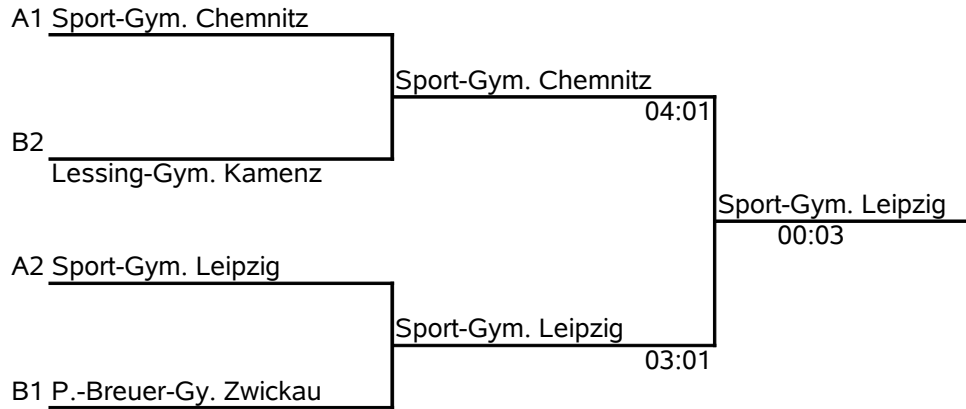 A1 Sport-Gym. Chemnitz
Sport-Gym. Chemnitz
04:01
B2
Lessing-Gym. Kamenz
Sport-Gym. Leipzig
00:03
A2 Sport-Gym. Leipzig
Sport-Gym. Leipzig
03:01
B1 P.-Breuer-Gy. Zwickau